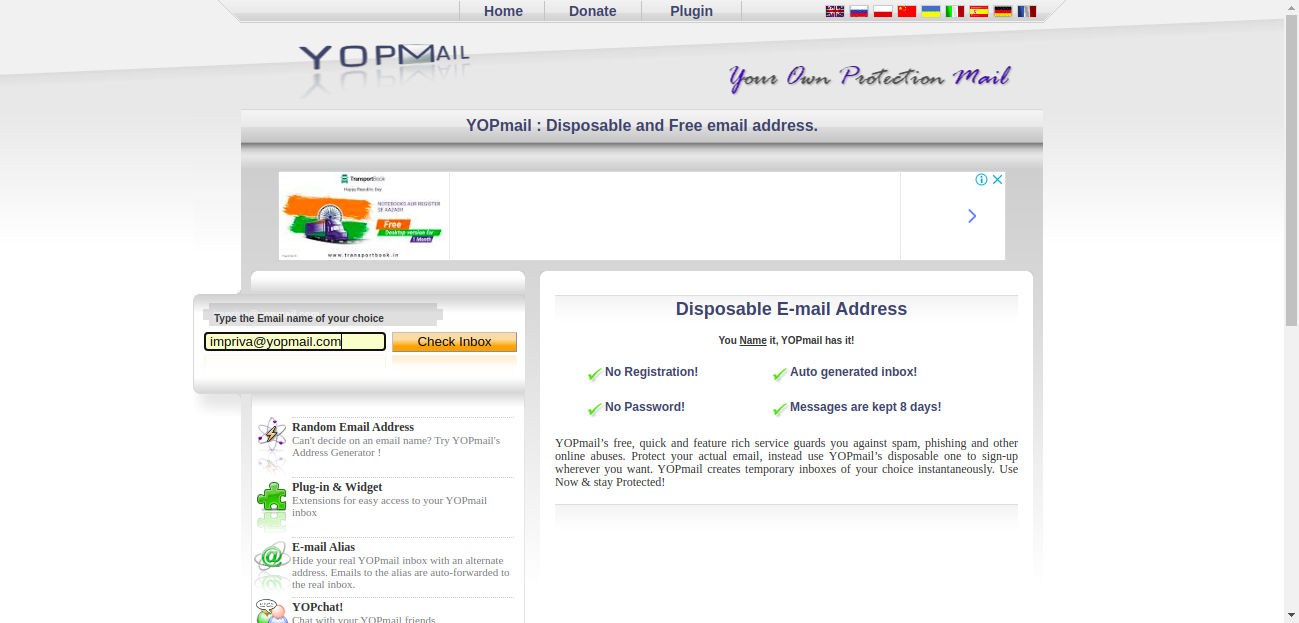 Home Donate Plugin
YOPMAIL
Your Own Protection Mail
YOPmail : Disposable and Free email address.
TransportBook
Happy Republic Day
NOTEBOOKS AUR REGISTER
SE AAZADI!
Free
Desktop version for
1 Month
www.transportbook.in
Type the Email name of your choice
impriva@yopmail.com
Check Inbox
Random Email Address
Can't decide on an email name? Try YOPmail's
Address Generator !
Plug-in & Widget
Extensions for easy access to your YOPmail
inbox
E-mail Alias
Hide your real YOPmail inbox with an alternate
address. Emails to the alias are auto-forwarded to
the real inbox.
YOPchat!
Chat with your YOPmail friends.
Disposable E-mail Address
You Name it, YOPmail has it!
No Registration! Auto generated inbox!
No Password! Messages are kept 8 days!
YOPmail’s free, quick and feature rich service guards you against spam, phishing and other
online abuses. Protect your actual email, instead use YOPmail’s disposable one to sign-up
wherever you want. YOPmail creates temporary inboxes of your choice instantaneously. Use
Now & stay Protected!